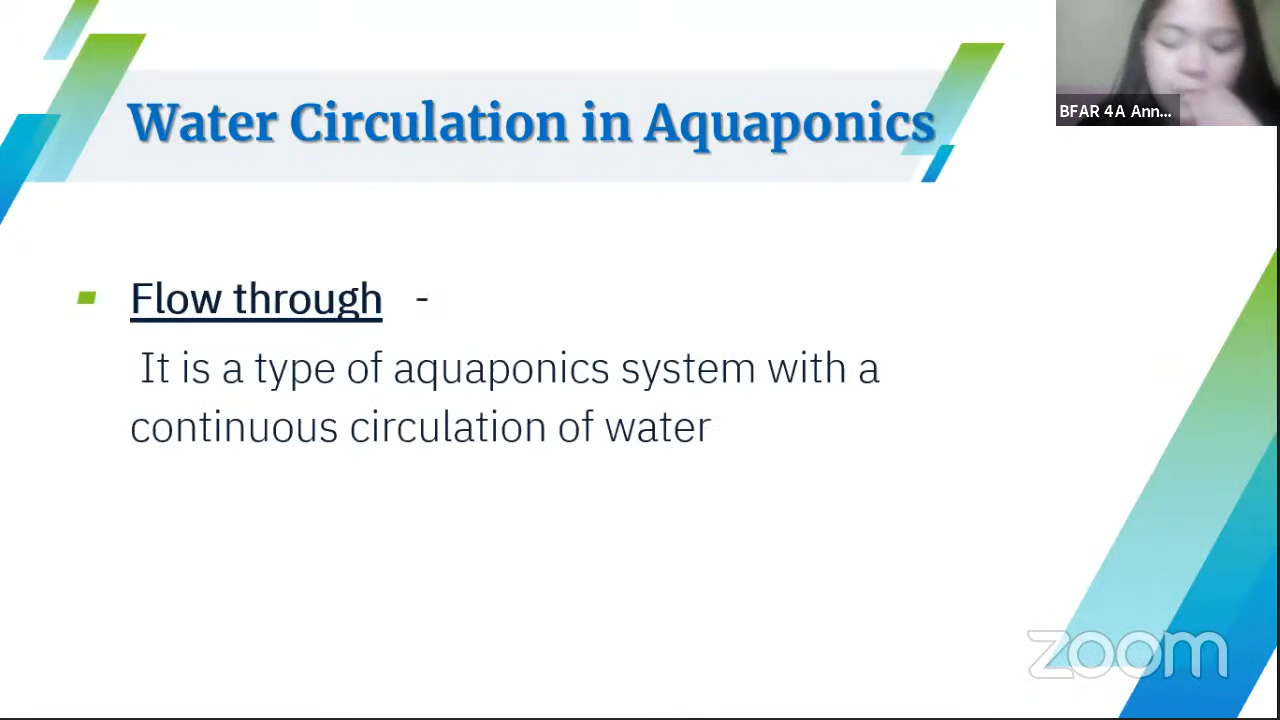 Water Circulation in Aquaponics
BFAR 4A Ann...
Flow through -
It is a type of aquaponics system with a
continuous circulation of water
zoom